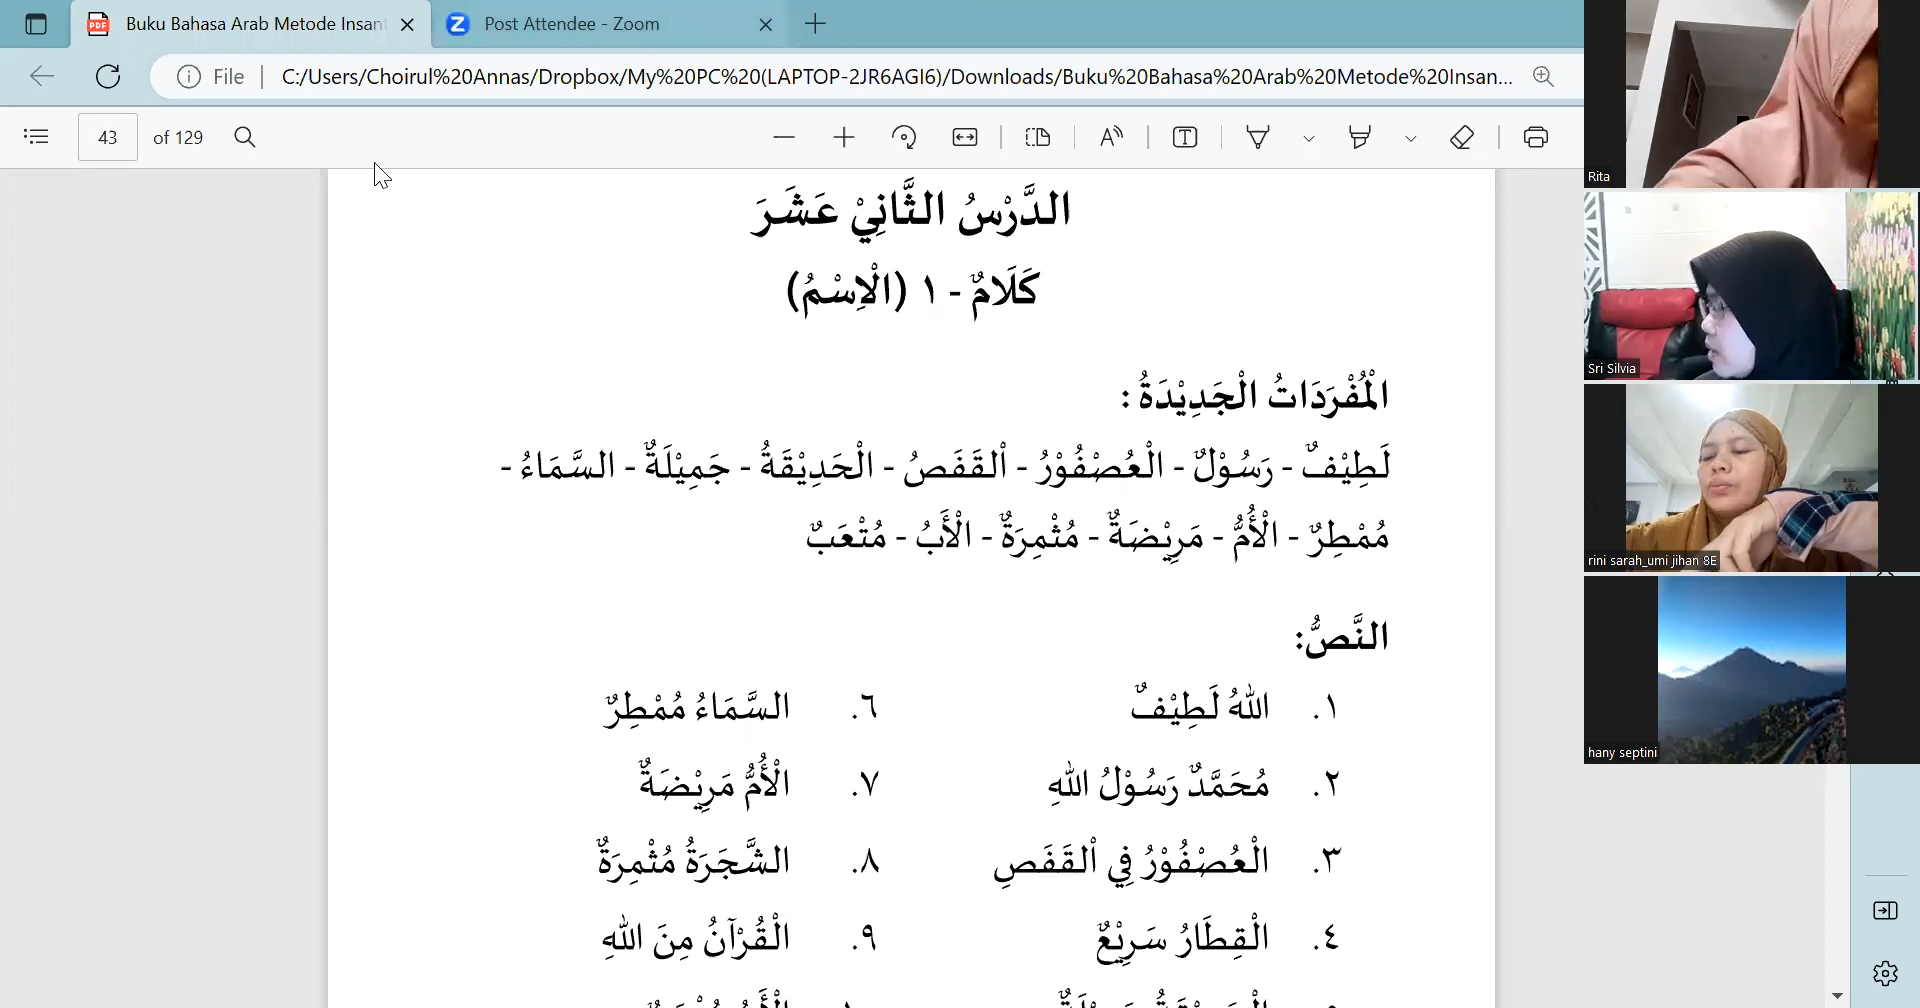 Buku Bahasa Arab Metode Insan
Post Attendee - Zoom
File
C:/Users/Choirul%20Annas/Dropbox/My%20PC%20(LAPTOP-2JR6AGI6)/Downloads/Buku%20Bahasa%20Arab%20Metode%20Insan...
43 of 129
الدَّرْسُ الثَّانِيْ عَشَرَ
كَلَامٌ - ١ (الْاِسْمُ)
الْمُفْرَدَاتُ الْجَدِيْدَةُ :
لَطِيْفٌ - رَسُوْلٌ - الْعُصْفُوْرُ - اْلقَفَصُ - الْحَدِيْقَةُ - جَمِيْلَةٌ - السَّمَاءُ -
مُمْطِرٌ - الْأُمُّ - مَرِيْضَةٌ - مُثْمِرَةٌ - الْأَبُ - مُتْعَبٌ
النَّصُّ:
١. اللهُ لَطِيْفٌ
٦. السَّمَاءُ مُمْطِرٌ
٢. مُحَمَّدٌ رَسُوْلُ اللهِ
٧. الْأُمُّ مَرِيْضَةٌ
٣. الْعُصْفُوْرُ فِي اْلقَفَصِ
٨. الشَّجَرَةُ مُثْمِرَةٌ
٤. الْقِطَارُ سَرِيْعٌ
٩. الْقُرْآنُ مِنَ اللهِ
Rita
Sri Silvia
rini sarah_umi jihan 8E
hany septini